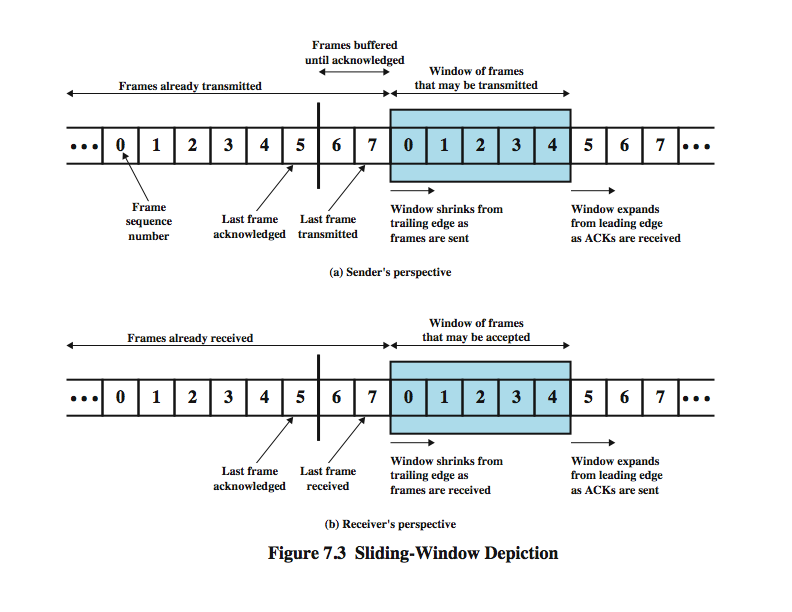 Frames buffered
until acknowledged
Frames already transmitted
Window of frames
that may be transmitted
••• 0 1 2 3 4 5 6 7 0 1 2 3 4 5 6 7 •••
Frame
sequence
number
Last frame
acknowledged
Last frame
transmitted
Window shrinks from
trailing edge as
frames are sent
Window expands
from leading edge
as ACKs are received
(a) Sender's perspective
Frames already received
Window of frames
that may be accepted
••• 0 1 2 3 4 5 6 7 0 1 2 3 4 5 6 7 •••
Last frame
acknowledged
Last frame
received
Window shrinks from
trailing edge as
frames are received
Window expands
from leading edge
as ACKs are sent
(b) Receiver's perspective
Figure 7.3 Sliding-Window Depiction